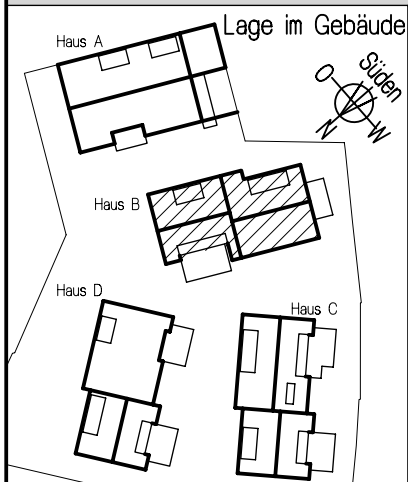 Lage im Gebäude
Haus A
Süden
O
N
W
Haus B
Haus D
Haus C